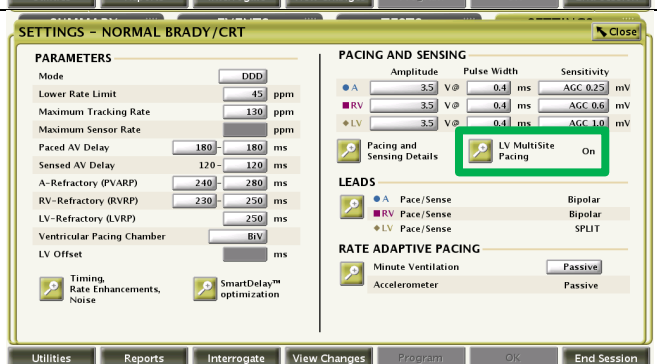 SETTINGS - NORMAL BRADY/CRT
Close
PARAMETERS
Mode DDD
Lower Rate Limit 45 ppm
Maximum Tracking Rate 130 ppm
Maximum Sensor Rate ppm
Paced AV Delay 180 - 180 ms
Sensed AV Delay 120 - 120 ms
A-Refractory (PVARP) 240 - 280 ms
RV-Refractory (RVRP) 230 - 250 ms
LV-Refractory (LVRP) 250 ms
Ventricular Pacing Chamber BiV
LV Offset ms
Timing,
Rate Enhancements,
Noise
SmartDelay™
optimization
PACING AND SENSING
Amplitude Pulse Width Sensitivity
A 3.5 V@ 0.4 ms AGC 0.25 mV
RV 3.5 V@ 0.4 ms AGC 0.6 mV
LV 3.5 V@ 0.4 ms AGC 1.0 mV
Pacing and
Sensing Details
LV MultiSite
Pacing
On
LEADS
A Pace/Sense Bipolar
RV Pace/Sense Bipolar
LV Pace/Sense SPLIT
RATE ADAPTIVE PACING
Minute Ventilation Passive
Accelerometer Passive
Utilities Reports Interrogate View Changes Program OK End Session